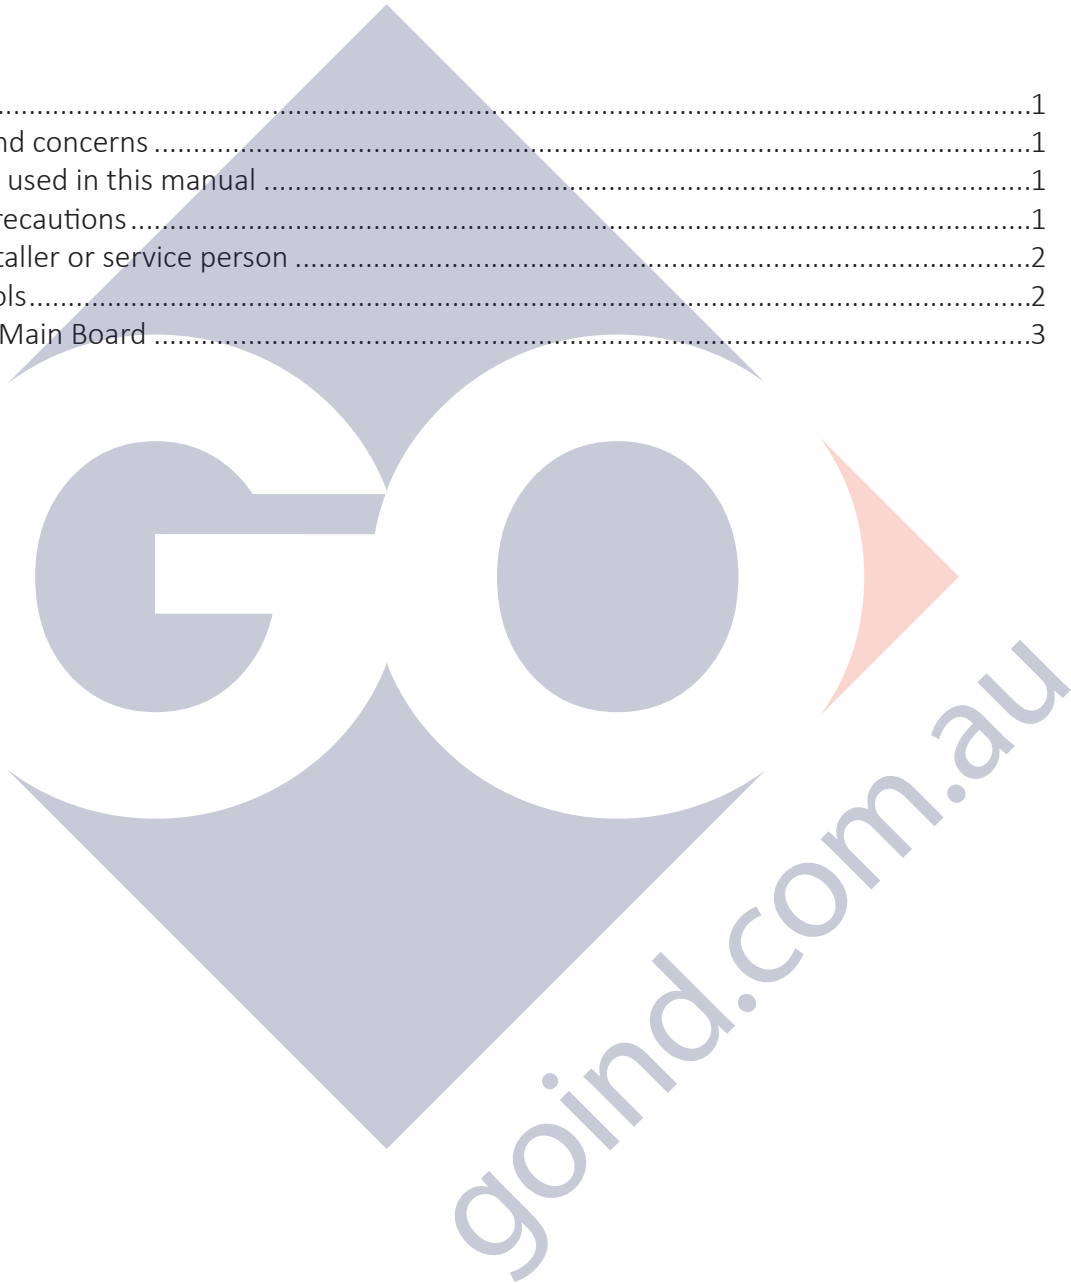 ......................................................................................................................................1
nd concerns ..................................................................................................................1
used in this manual ...................................................................................................1
recautions.....................................................................................................................1
taller or service person ...............................................................................................2
ols..................................................................................................................................2
Main Board ..................................................................................................................3
GO
goind.com.au